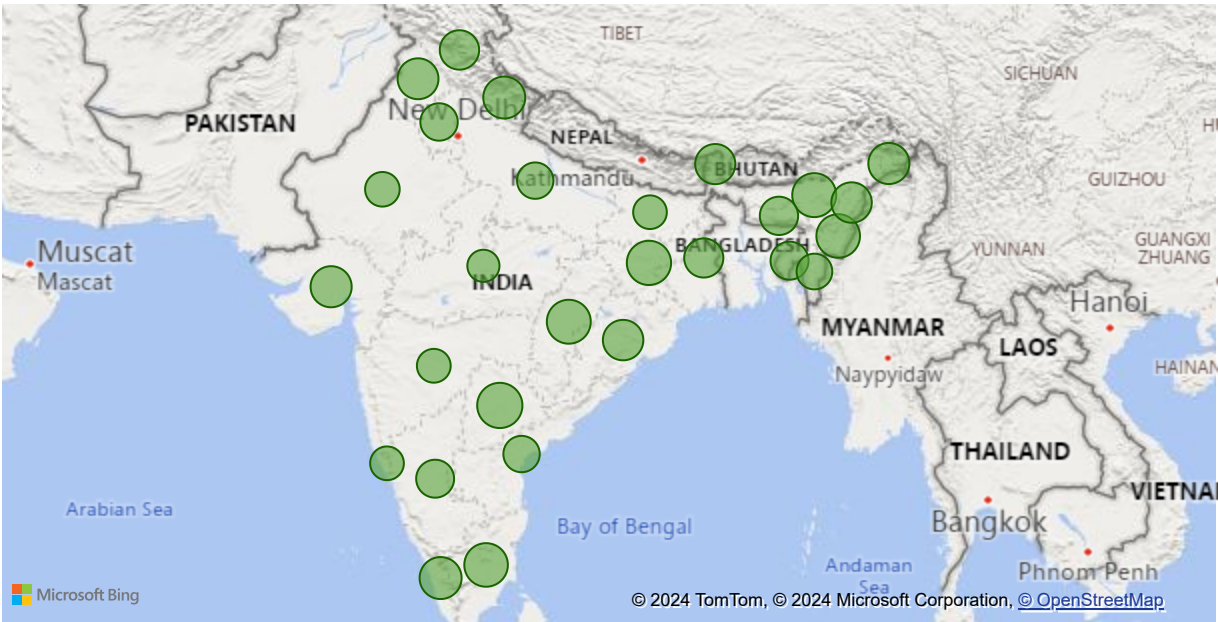 TIBET
SICHUAN
New Delhi
PAKISTAN
NEPAL
HU
BHUTAN
Kathmandu
GUIZHOU
BANGLADESH
Muscat
Mascat
YUNNAN
GUANGXI
ZHUANG
INDIA
Hanoi
MYANMAR
LAOS
Naypyidaw
HAINAN
THAILAND
VIETNA
Arabian Sea
Bay of Bengal
Bangkok
Andaman
Sea
Phnom Penh
Microsoft Bing
© 2024 TomTom, © 2024 Microsoft Corporation, © OpenStreetMap